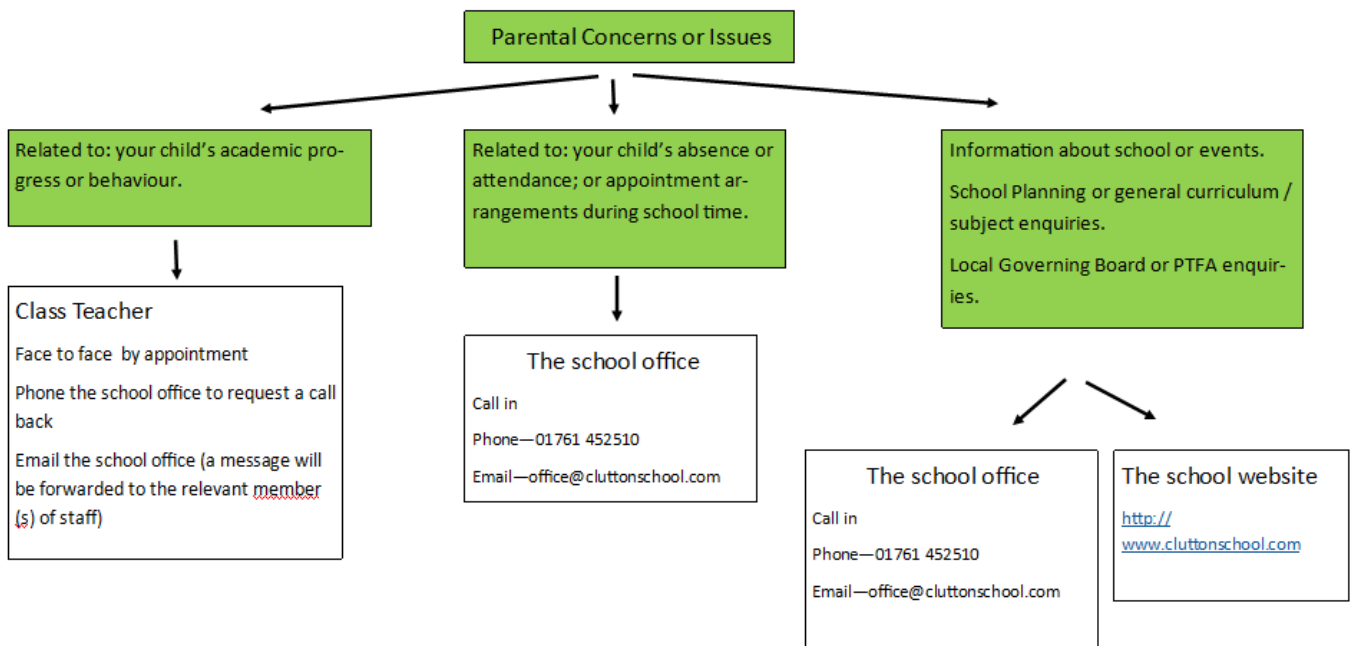 Parental Concerns or Issues
Related to: your child’s academic pro-
gress or behaviour.
Related to: your child’s absence or
attendance; or appointment ar-
rangements during school time.
Information about school or events.
School Planning or general curriculum /
subject enquiries.
Local Governing Board or PTFA enquir-
ies.
Class Teacher
Face to face  by appointment
Phone the school office to request a call
back
Email the school office (a message will
be forwarded to the relevant member
(s) of staff)
The school office
Call in
Phone—01761 452510
Email—office@cluttonschool.com
The school office
Call in
Phone—01761 452510
Email—office@cluttonschool.com
The school website
http://
www.cluttonschool.com